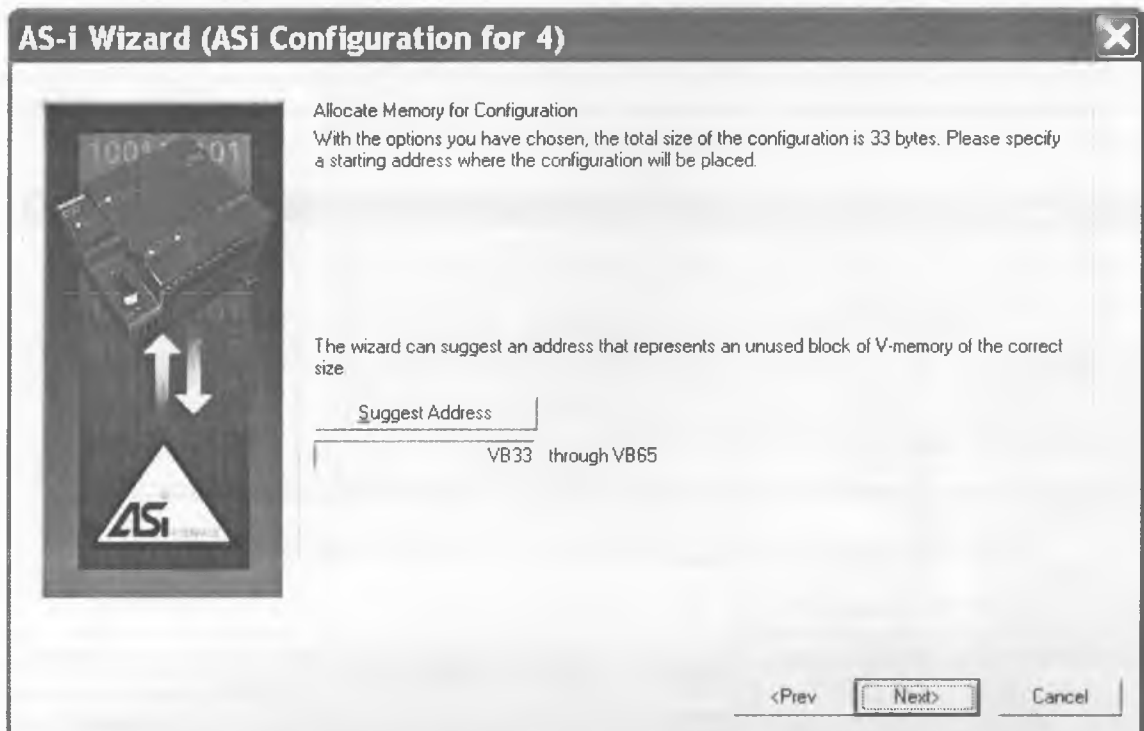 AS-i Wizard (ASi Configuration for 4)
Allocate Memory for Configuration
With the options you have chosen, the total size of the configuration is 33 bytes. Please specify
a starting address where the configuration will be placed.
The wizard can suggest an address that represents an unused block of V-memory of the correct
size.
Suggest Address
VB33 through VB65
ASi
<Prev
Next>
Cancel